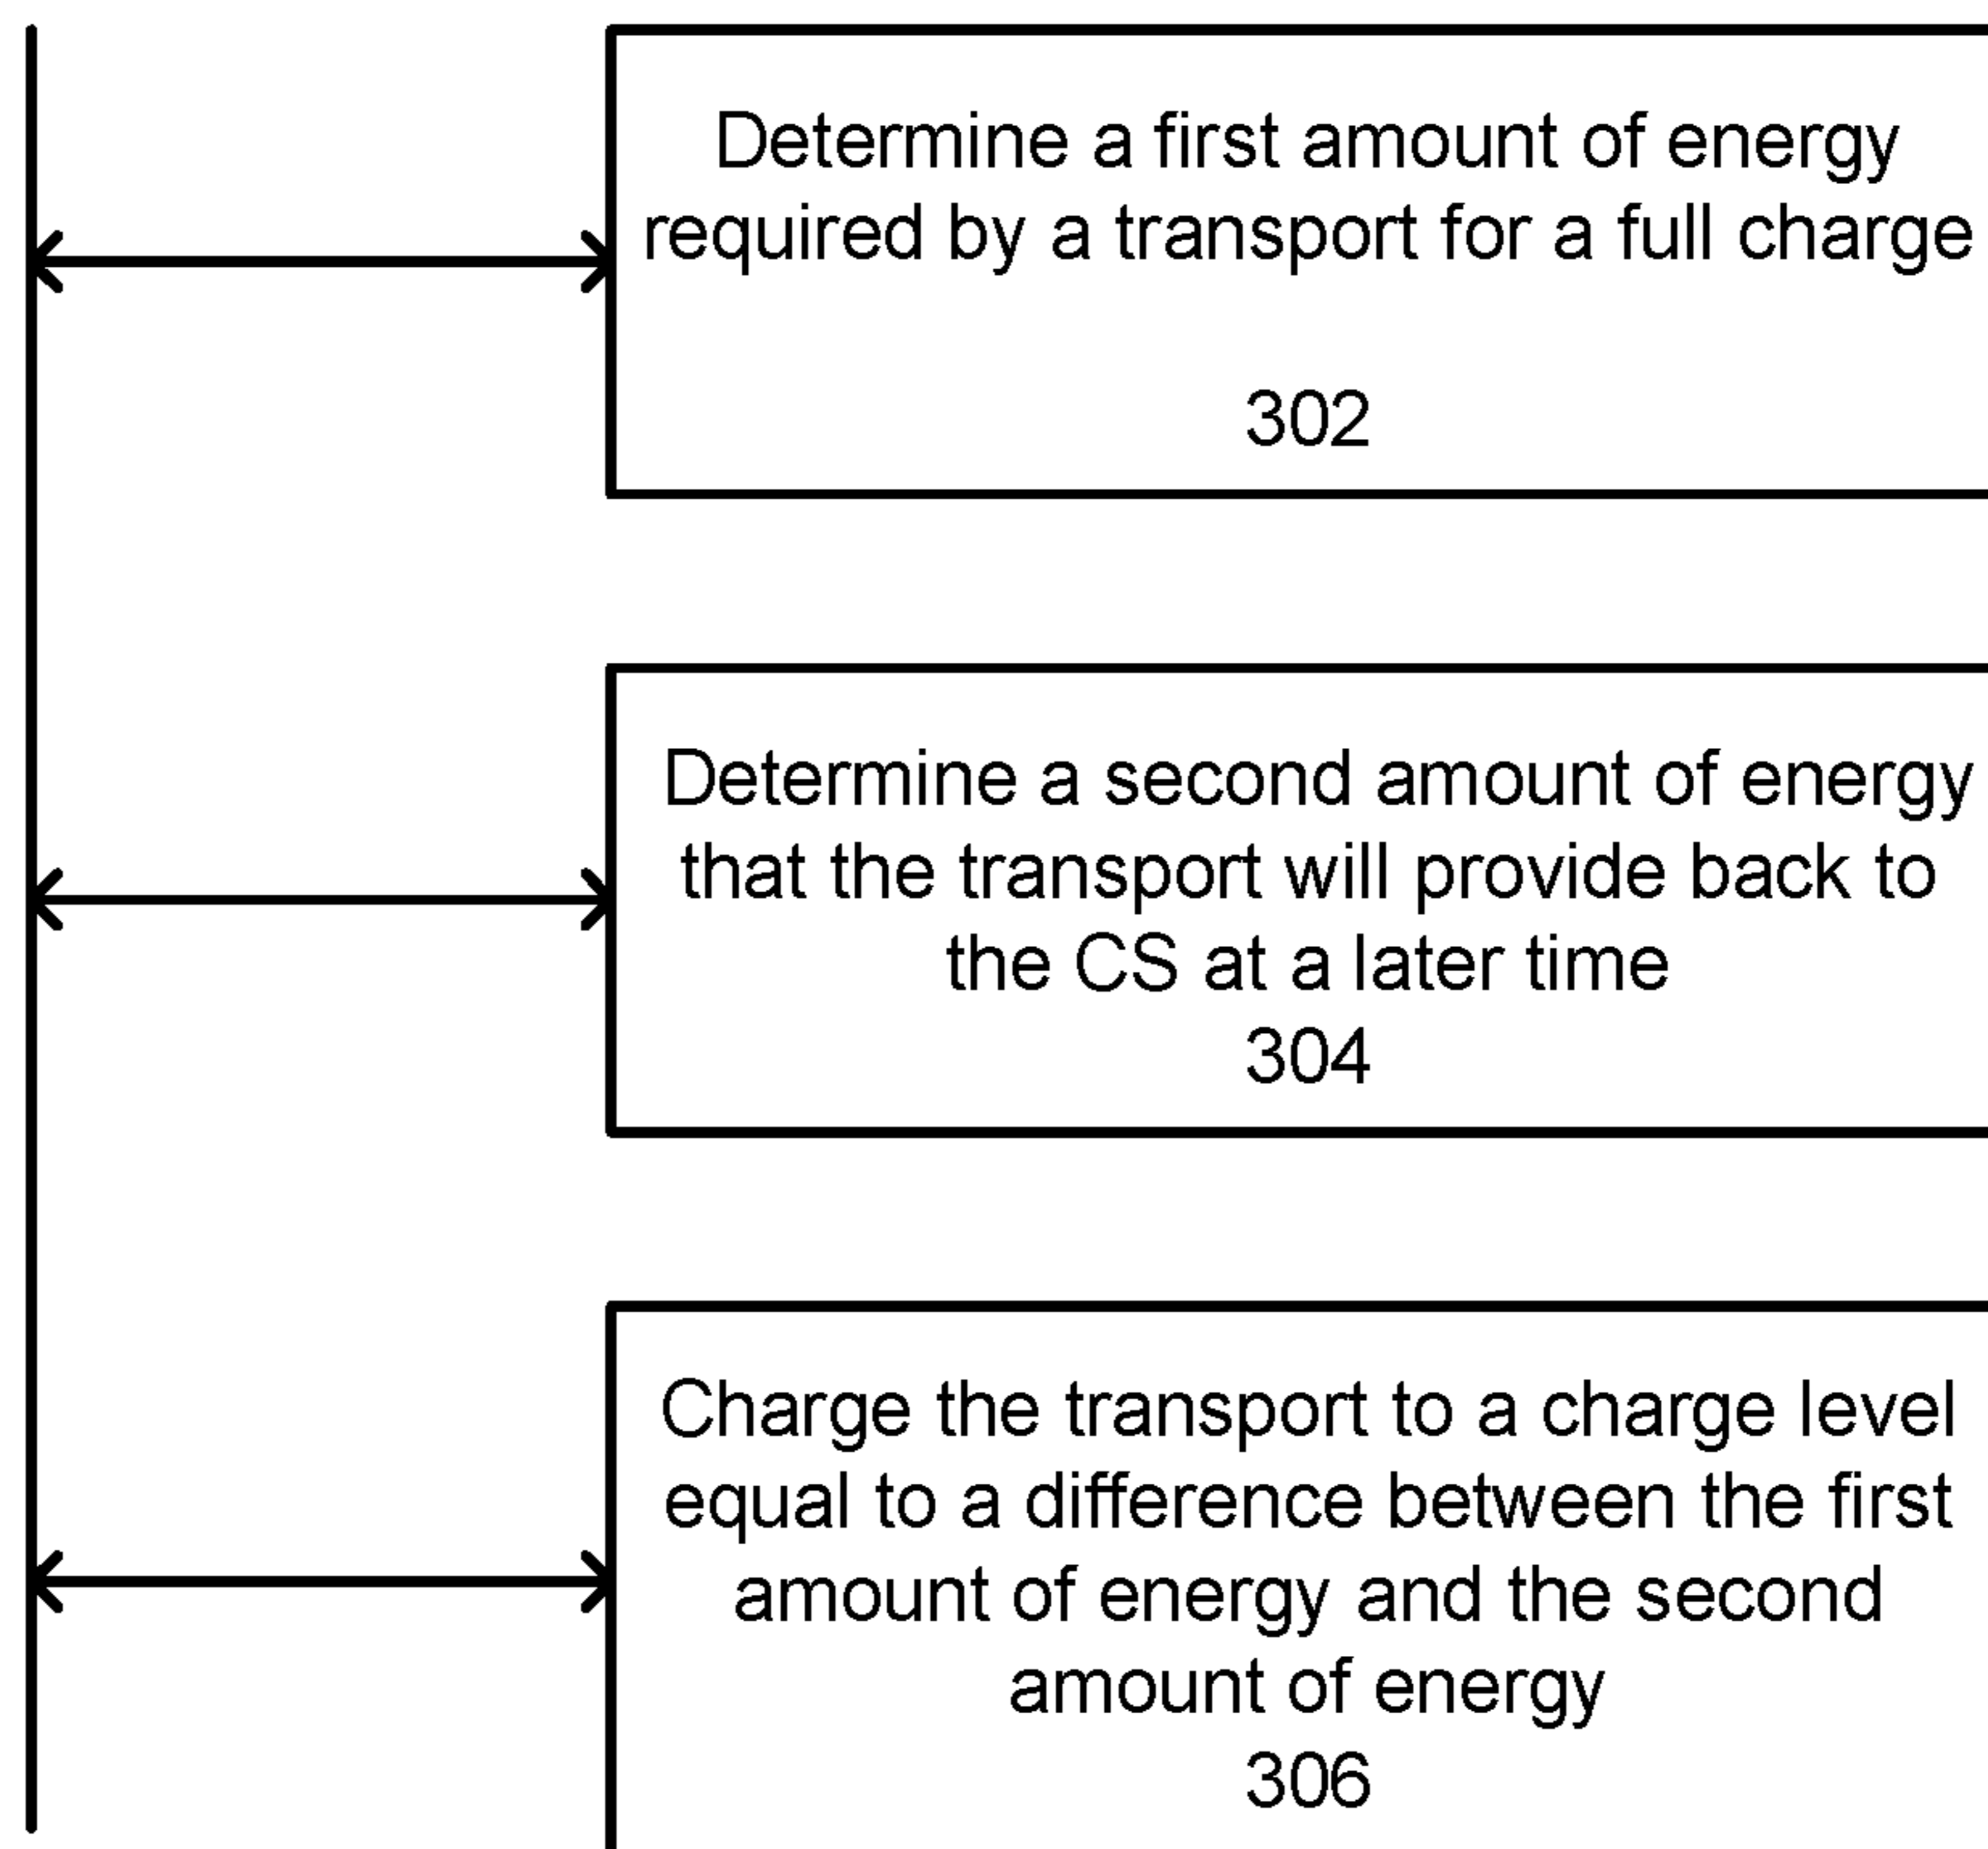 Determine a first amount of energy
required by a transport for a full charge
302
Determine a second amount of energy
that the transport will provide back to
the CS at a later time
304
Charge the transport to a charge level
equal to a difference between the first
amount of energy and the second
amount of energy
306